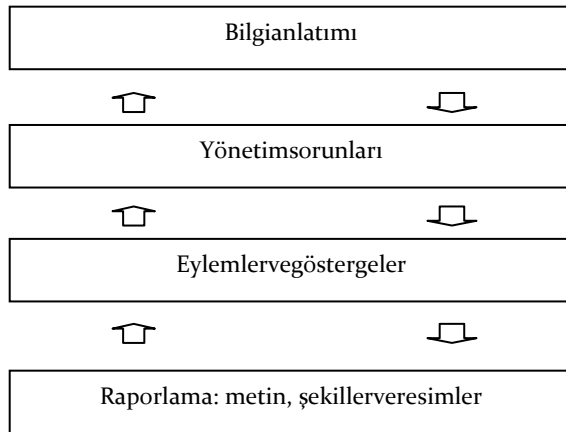 Bilgianlatımı
Yönetimsorunları
Eylemlervegöstergeler
Raporlama: metin, şekillerveresimler